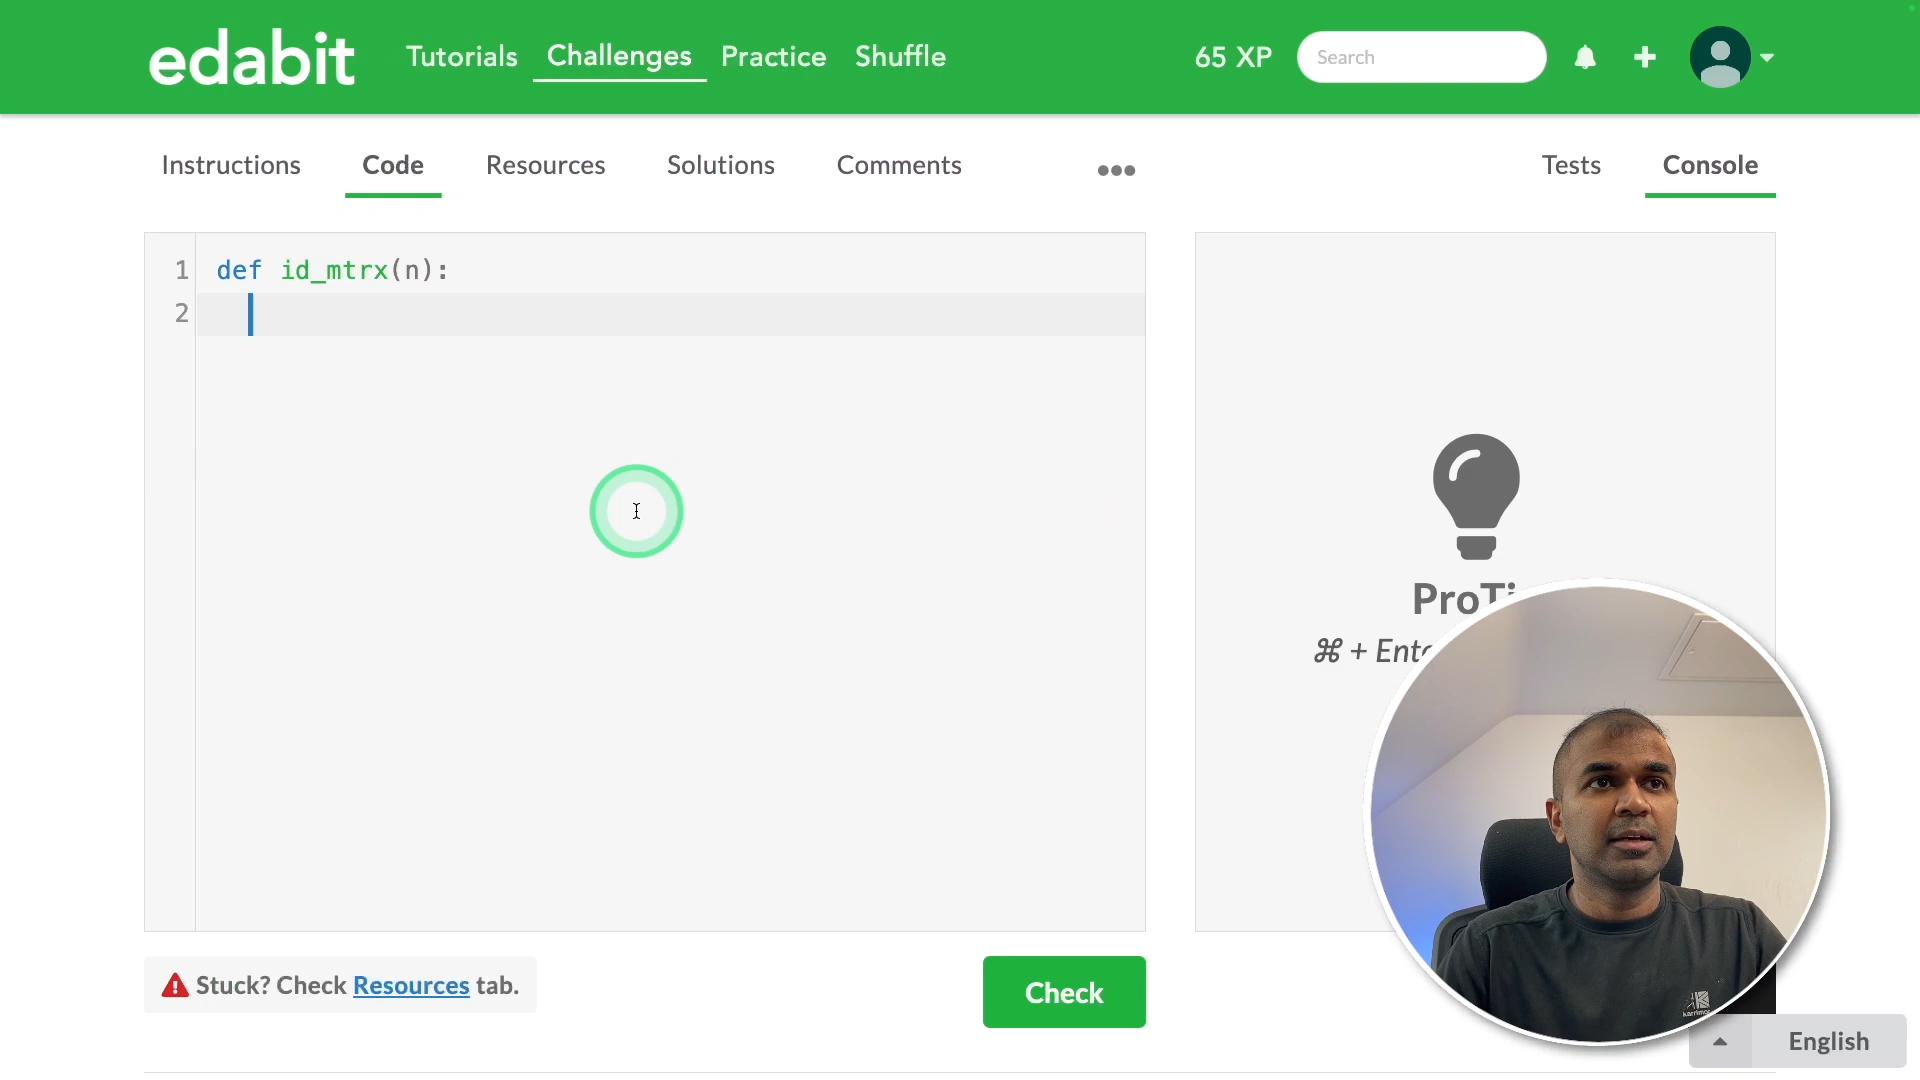 edabit Tutorials Challenges Practice Shuffle 65 XP Search
Instructions Code Resources Solutions Comments Tests Console
1 def id_mtrx(n):
2
⌘ +
Stuck? Check Resources tab.
Check
karrimor
English